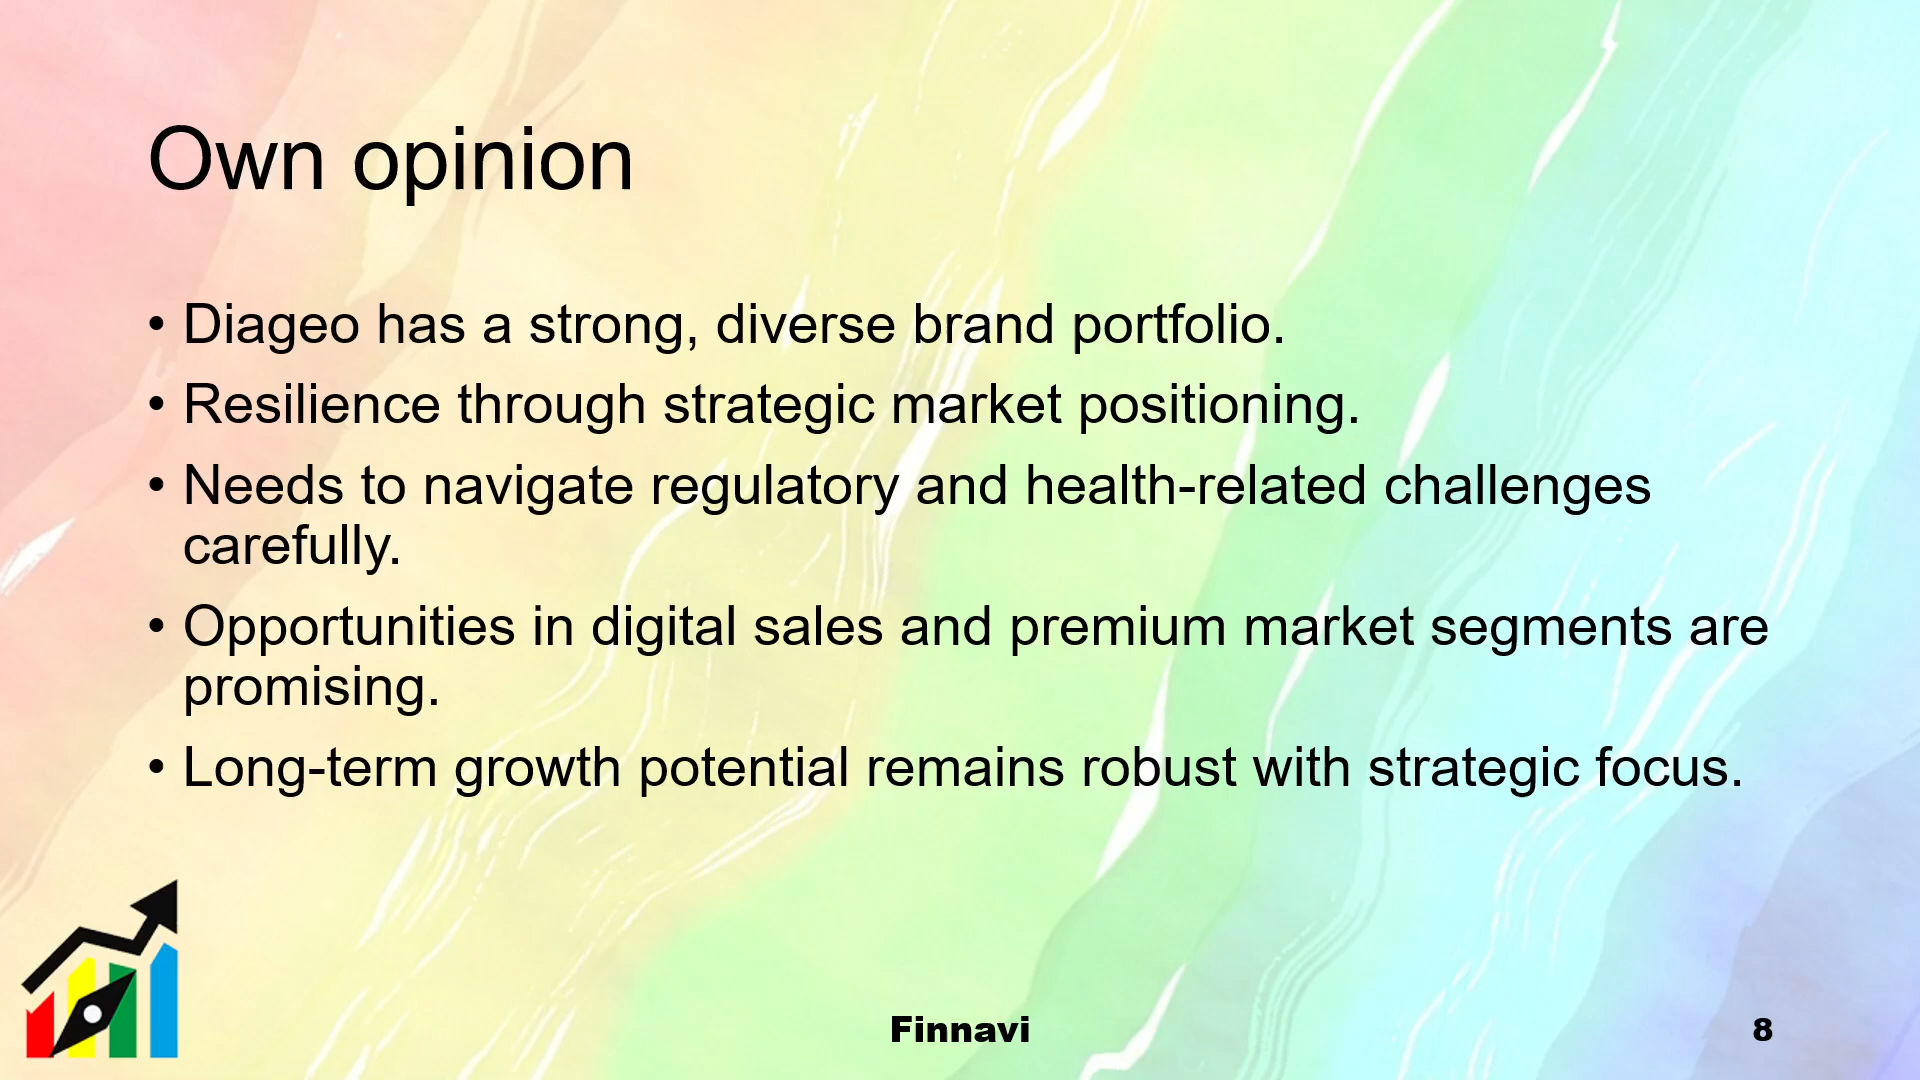 Own opinion
• Diageo has a strong, diverse brand portfolio.
• Resilience through strategic market positioning.
• Needs to navigate regulatory and health-related challenges
carefully.
• Opportunities in digital sales and premium market segments are
promising.
• Long-term growth potential remains robust with strategic focus.
Finnavi
8